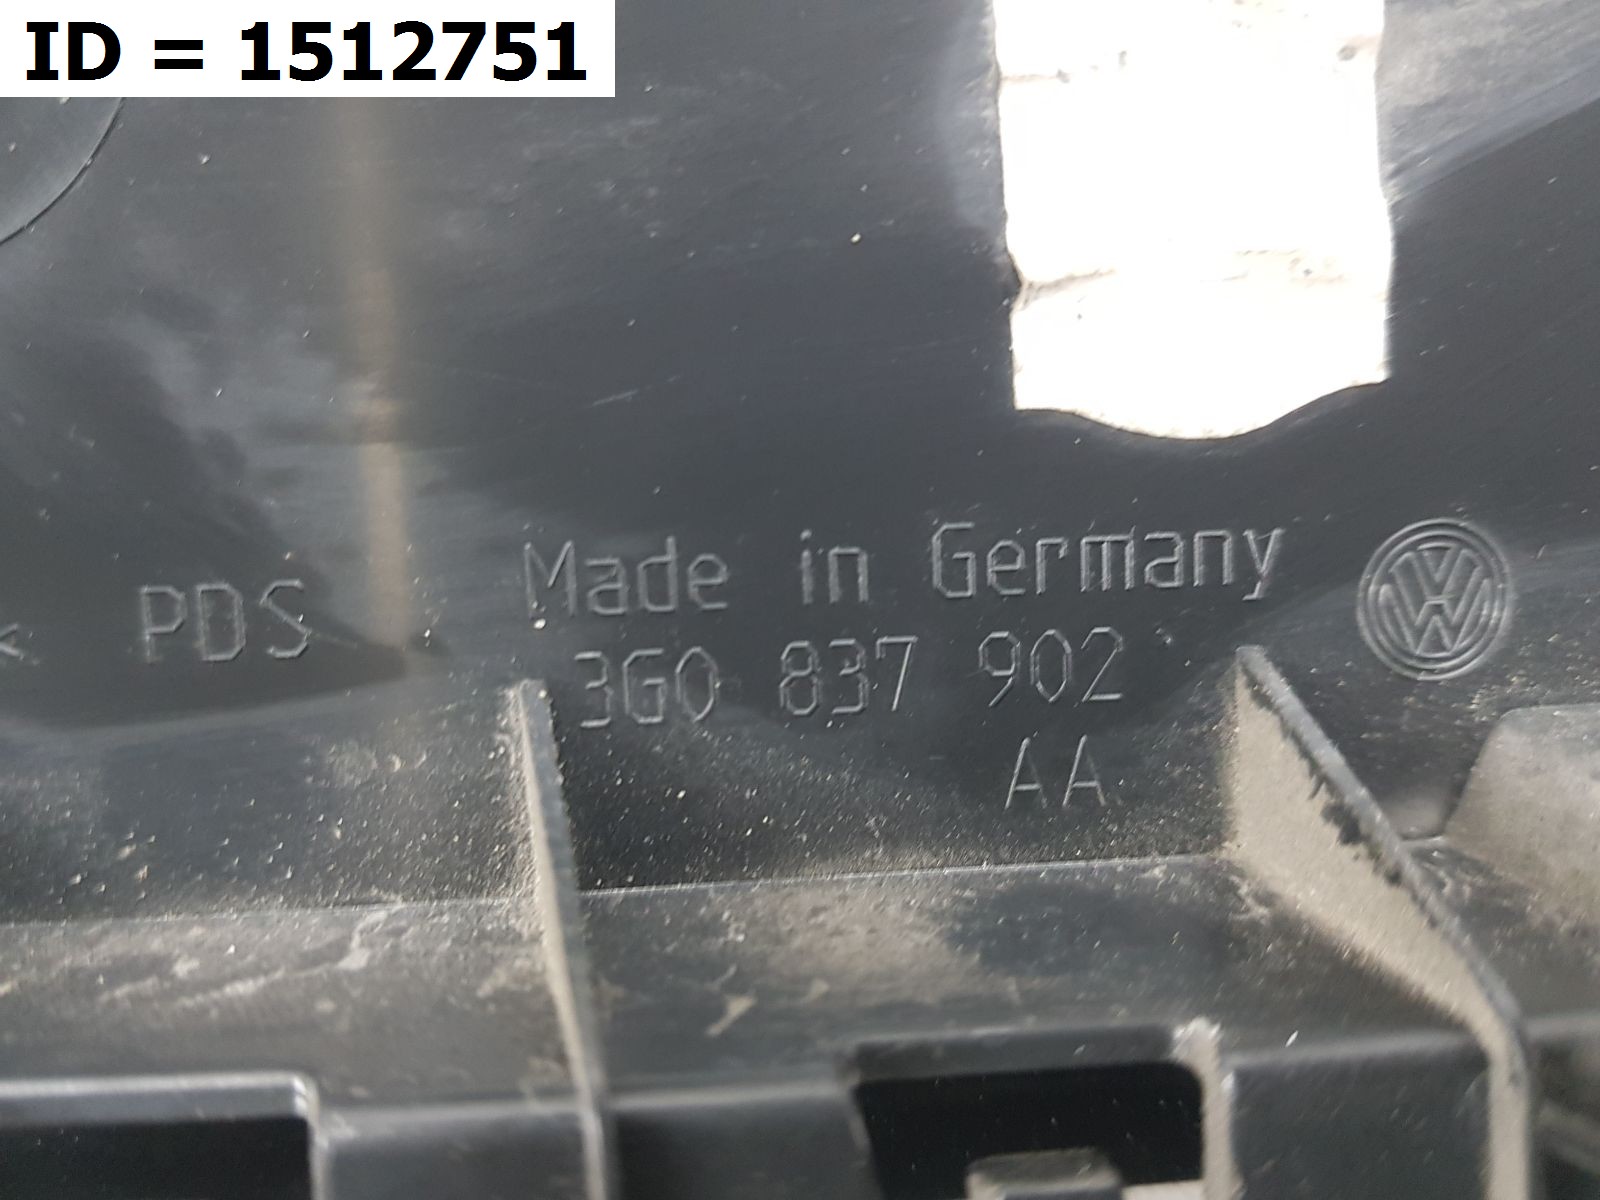 ID = 1512751
Made in Germany
< PDS
3G0 837 902
AA
VW